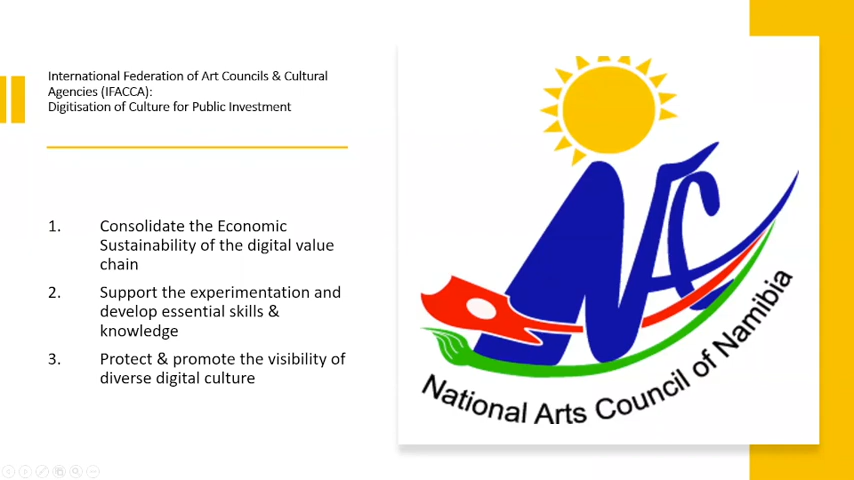 International Federation of Art Councils & Cultural
Agencies (IFACCA):
Digitisation of Culture for Public Investment
1. Consolidate the Economic
Sustainability of the digital value
chain
2. Support the experimentation and
develop essential skills &
knowledge
3. Protect & promote the visibility of
diverse digital culture
NAC
National Arts Council of Namibia